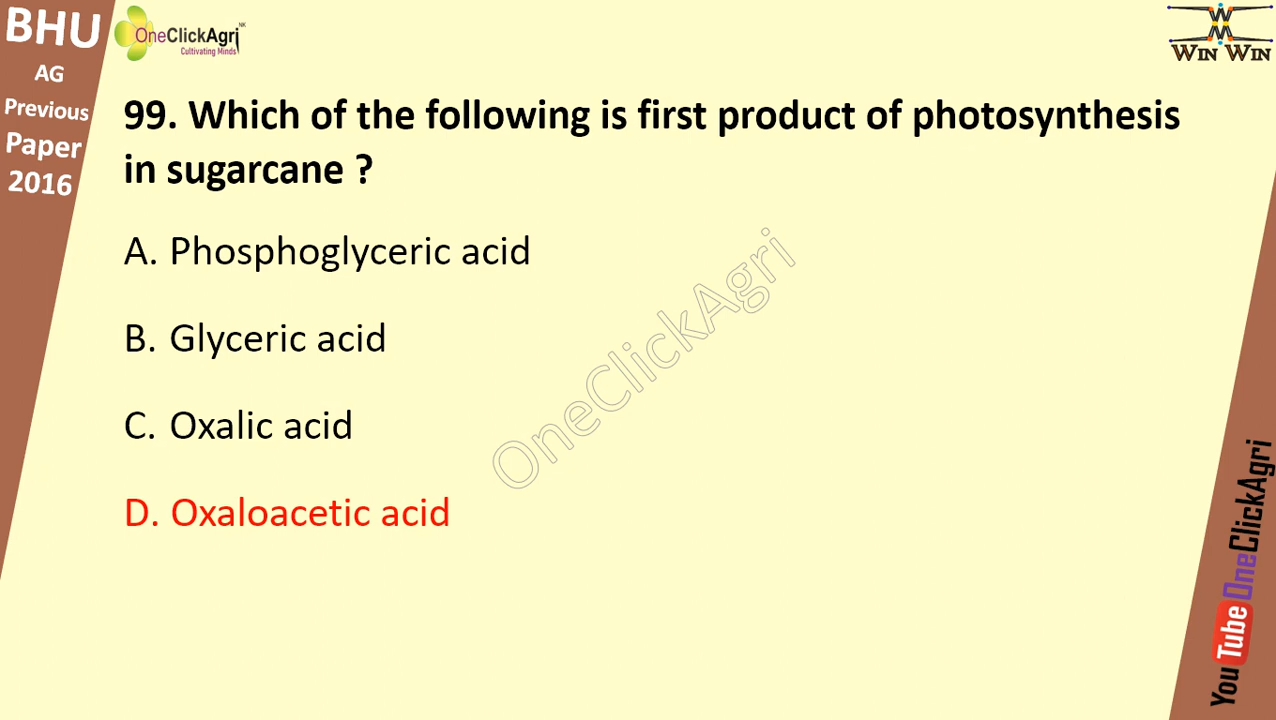 BHU
AG
Previous
Paper
2016
OneClickAgri NK
Cultivating Minds
WIN WIN
99. Which of the following is first product of photosynthesis
in sugarcane ?
A. Phosphoglyceric acid
B. Glyceric acid
C. Oxalic acid
D. Oxaloacetic acid
OneClickAgri
YouTube OneClickAgri